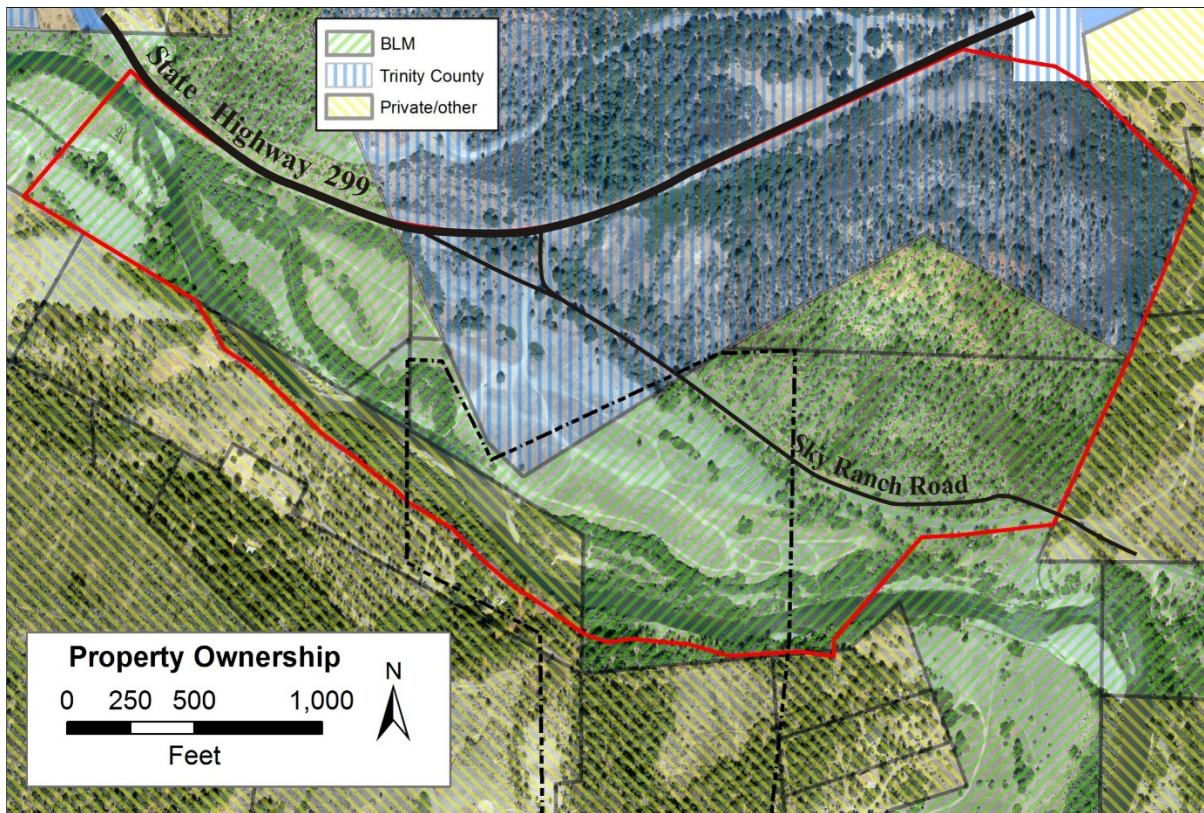 BLM
Trinity County
Private/other
State Highway 299
Sky Ranch Road
Property Ownership
0 250 500 1,000
Feet
N